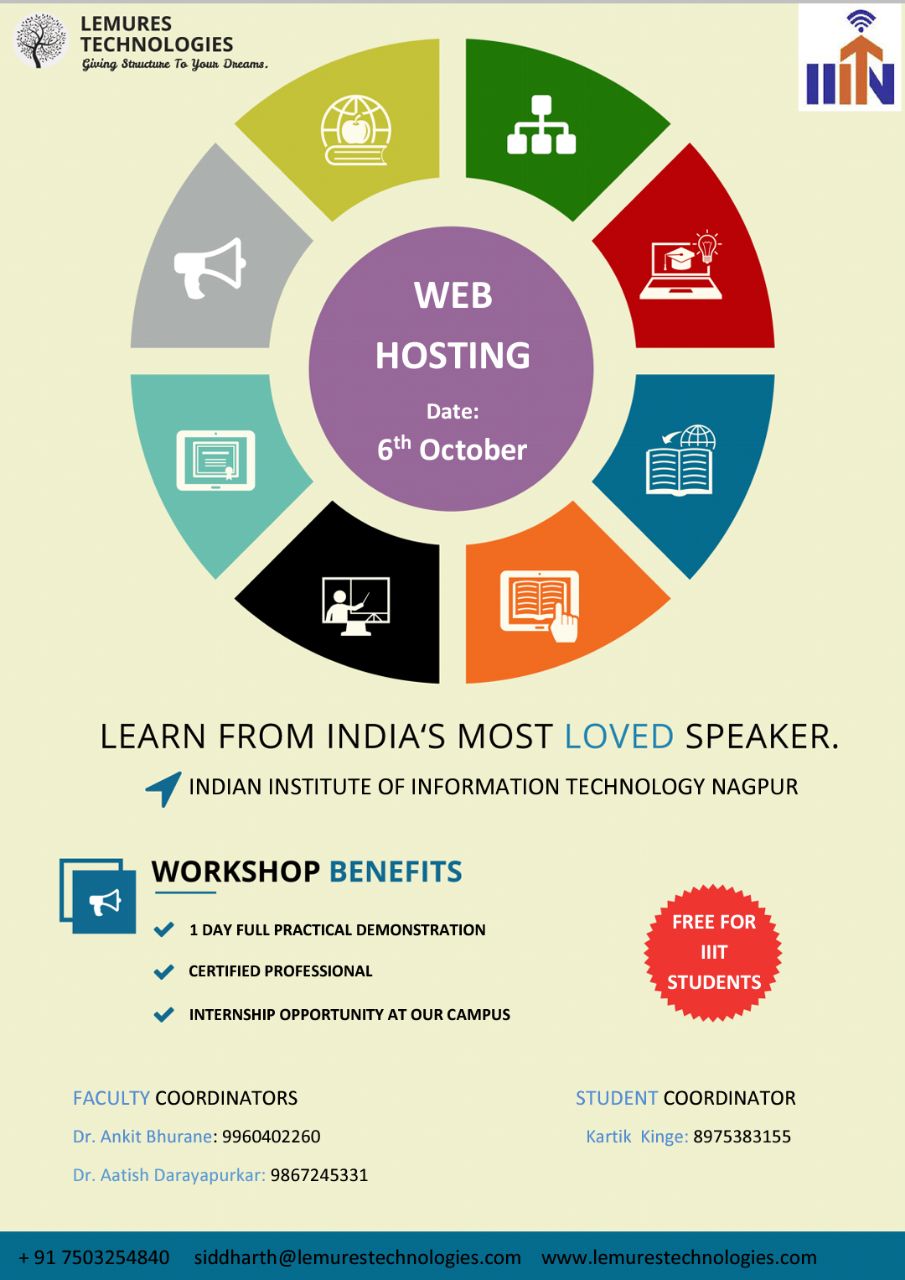 LEMURES
TECHNOLOGIES
Giving Structure To Your Dreams.
IIITN
WEB
HOSTING
Date:
6th October
LEARN FROM INDIA‘S MOST LOVED SPEAKER.
INDIAN INSTITUTE OF INFORMATION TECHNOLOGY NAGPUR
WORKSHOP BENEFITS
1 DAY FULL PRACTICAL DEMONSTRATION
CERTIFIED PROFESSIONAL
INTERNSHIP OPPORTUNITY AT OUR CAMPUS
FREE FOR
IIIT
STUDENTS
FACULTY COORDINATORS
Dr. Ankit Bhurane: 9960402260
Dr. Aatish Darayapurkar: 9867245331
STUDENT COORDINATOR
Kartik Kinge: 8975383155
+ 91 7503254840 siddharth@lemurestechnologies.com www.lemurestechnologies.com